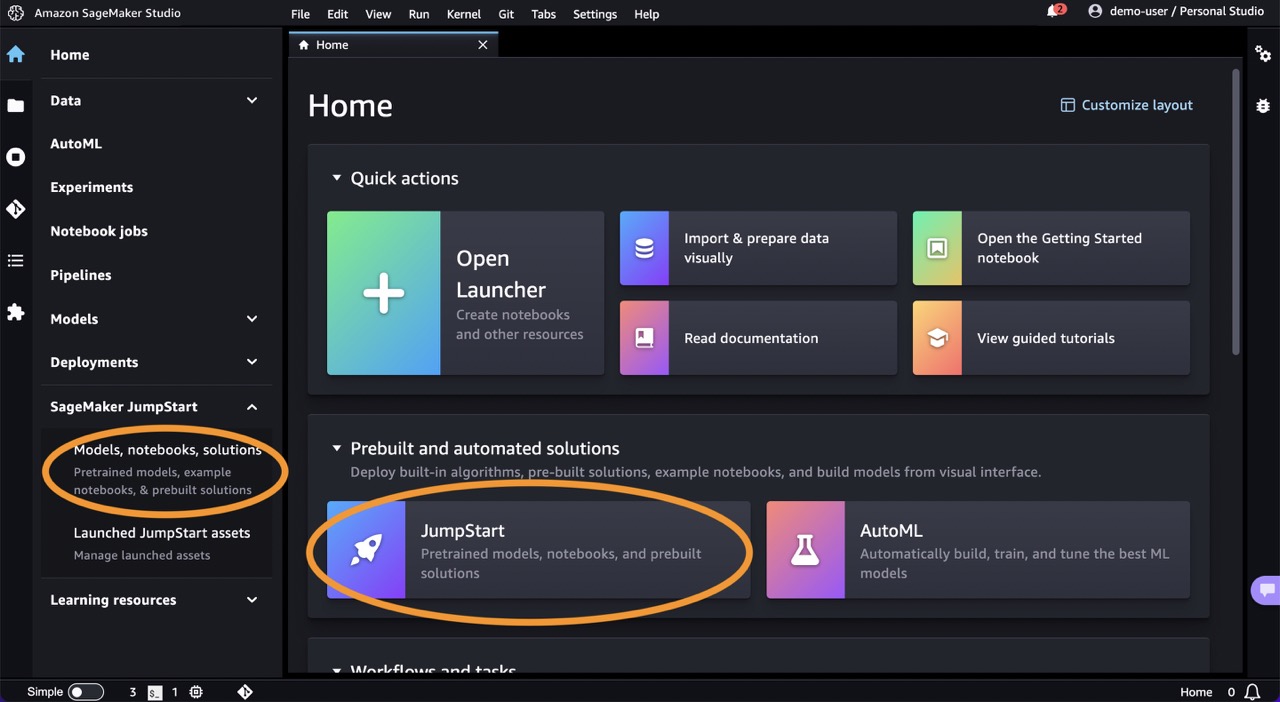 Amazon SageMaker Studio
File Edit View Run Kernel Git Tabs Settings Help
2
demo-user / Personal Studio
Home
Data
AutoML
Experiments
Notebook jobs
Pipelines
Models
Deployments
SageMaker JumpStart
Models, notebooks, solutions
Pretrained models, example
notebooks, & prebuilt solutions
Launched JumpStart assets
Manage launched assets
Learning resources
Home
Home
Customize layout
Quick actions
Open
Launcher
Create notebooks
and other resources
Import & prepare data
visually
Open the Getting Started
notebook
Read documentation
View guided tutorials
Prebuilt and automated solutions
Deploy built-in algorithms, pre-built solutions, example notebooks, and build models from visual interface.
JumpStart
Pretrained models, notebooks, and prebuilt
solutions
AutoML
Automatically build, train, and tune the best ML
models
Workflows and tasks
Simple 3 $_ 1
Home 0